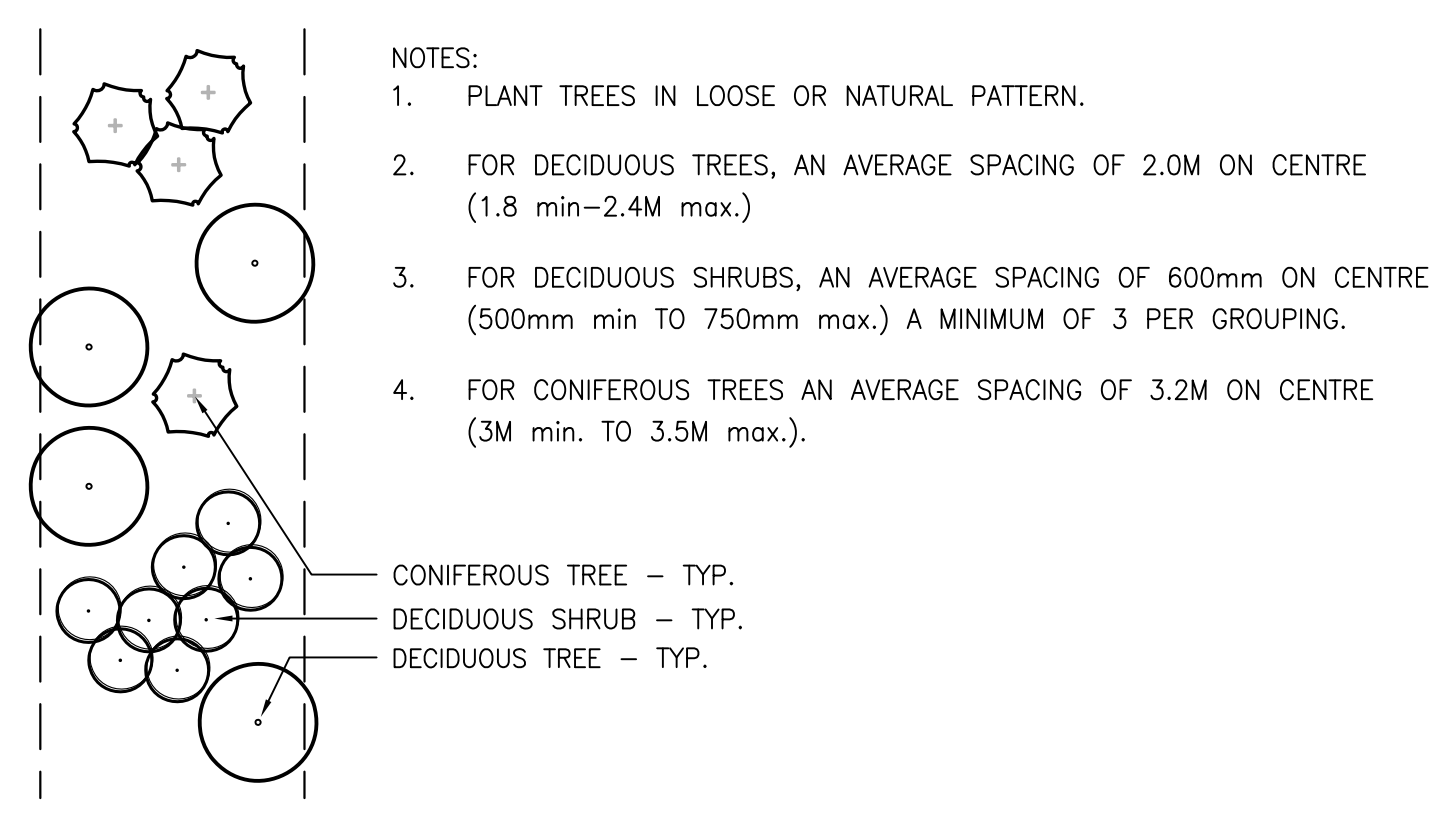 NOTES:
1. PLANT TREES IN LOOSE OR NATURAL PATTERN.
2. FOR DECIDUOUS TREES, AN AVERAGE SPACING OF 2.0M ON CENTRE
(1.8 min–2.4M max.)
3. FOR DECIDUOUS SHRUBS, AN AVERAGE SPACING OF 600mm ON CENTRE
(500mm min TO 750mm max.) A MINIMUM OF 3 PER GROUPING.
4. FOR CONIFEROUS TREES AN AVERAGE SPACING OF 3.2M ON CENTRE
(3M min. TO 3.5M max.).
CONIFEROUS TREE – TYP.
DECIDUOUS SHRUB – TYP.
DECIDUOUS TREE – TYP.